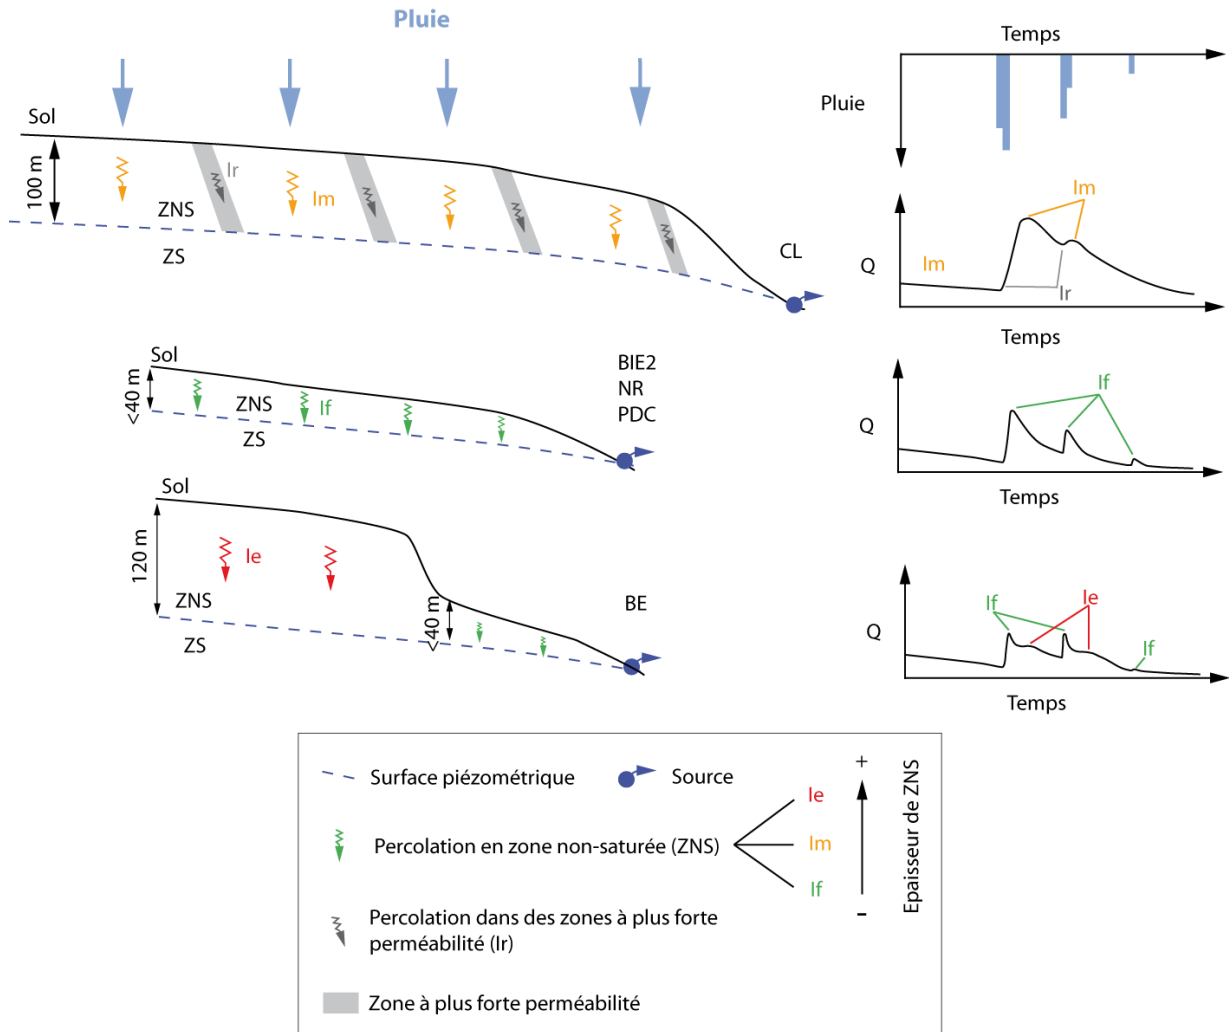 Pluie
Sol
100 m
Ir
Im
ZNS
ZS
CL
Temps
Pluie
Im
Q
Im
Ir
Temps
Sol
<40 m
ZNS
If
ZS
BIE2
NR
PDC
If
Q
Temps
Sol
120 m
Ie
ZNS
ZS
<40 m
BE
If
Ie
Q
If
Temps
Surface piézométrique
Source
Percolation en zone non-saturée (ZNS)
Ie
Im
If
+
–
Epaisseur de ZNS
Percolation dans des zones à plus forte
perméabilité (Ir)
Zone à plus forte perméabilité